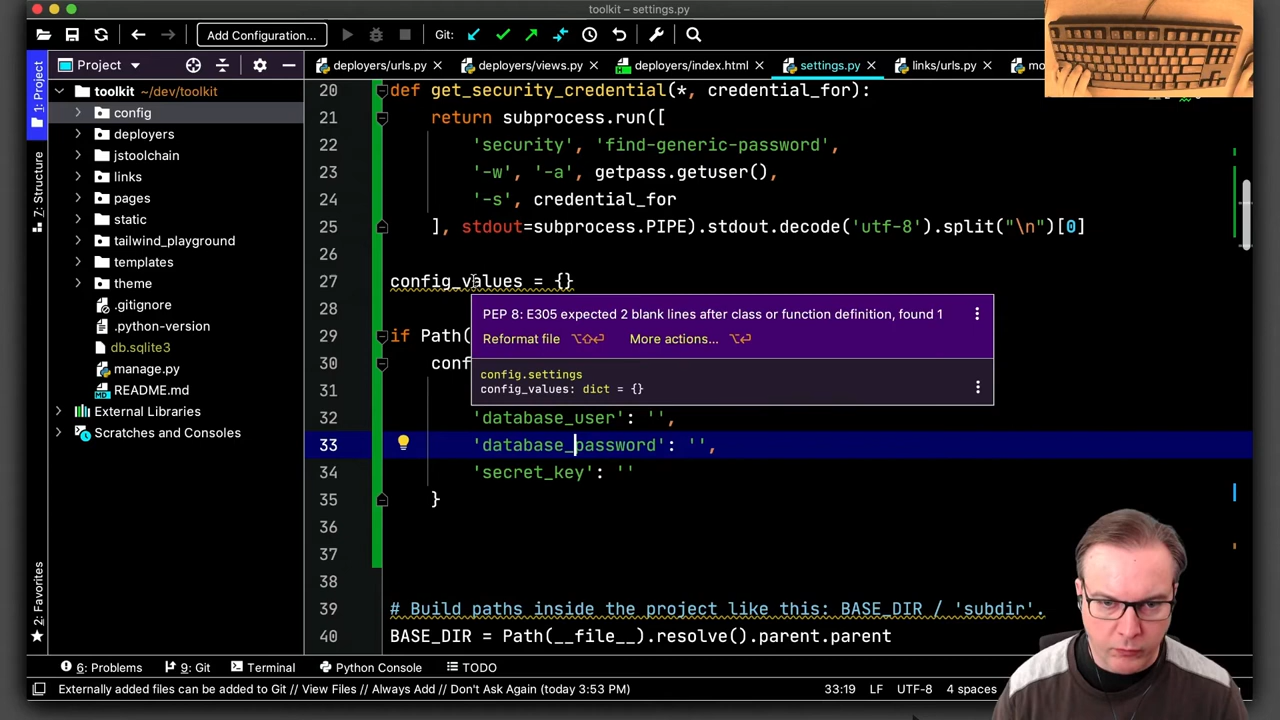 toolkit – settings.py
Add Configuration...
Git:
Project
deployers/urls.py
deployers/views.py
deployers/index.html
settings.py
links/urls.py
mo
1: Project
7: Structure
2: Favorites
toolkit ~/dev/toolkit
config
deployers
jstoolchain
links
pages
static
tailwind_playground
templates
theme
.gitignore
.python-version
db.sqlite3
manage.py
README.md
External Libraries
Scratches and Consoles
20 def get_security_credential(*, credential_for):
21 return subprocess.run([
22 'security', 'find-generic-password',
23 '-w', '-a', getpass.getuser(),
24 '-s', credential_for
25 ], stdout=subprocess.PIPE).stdout.decode('utf-8').split("\n")[0]
26
27 config_values = {}
28
29 if Path(
30 conf
31
32 'database_user': '',
33 'database_password': '',
34 'secret_key': ''
35 }
36
37
38
39 # Build paths inside the project like this: BASE_DIR / 'subdir'.
40 BASE_DIR = Path(__file__).resolve().parent.parent
PEP 8: E305 expected 2 blank lines after class or function definition, found 1
Reformat file ⌥⇧⏎ More actions... ⌥⏎
config.settings
config_values: dict = {}
6: Problems
9: Git
Terminal
Python Console
TODO
Externally added files can be added to Git // View Files // Always Add // Don't Ask Again (today 3:53 PM)
33:19 LF UTF-8 4 spaces